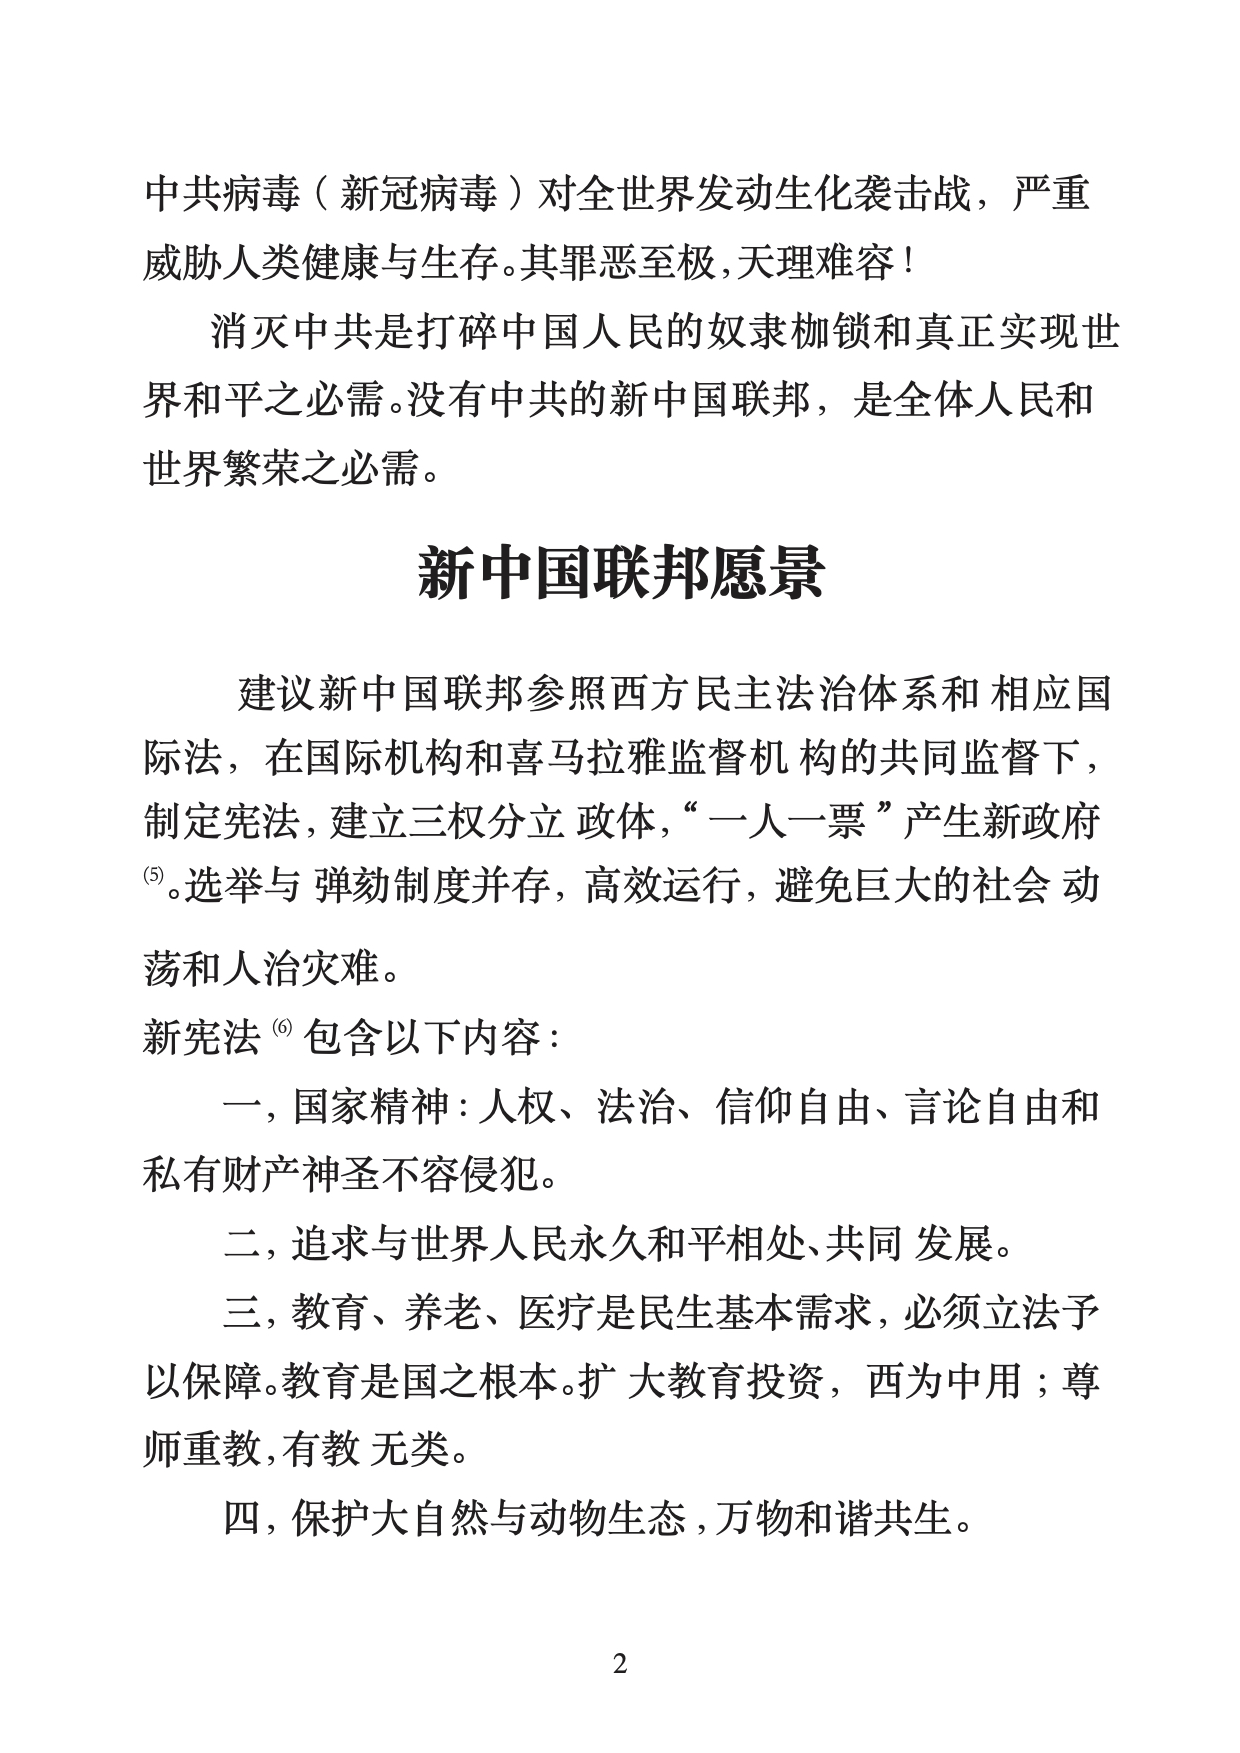 中共病毒（新冠病毒）对全世界发动生化袭击战，严重
威胁人类健康与生存。其罪恶至极，天理难容！
消灭中共是打碎中国人民的奴隶枷锁和真正实现世
界和平之必需。没有中共的新中国联邦，是全体人民和
世界繁荣之必需。
新中国联邦愿景
建议新中国联邦参照西方民主法治体系和 相应国
际法，在国际机构和喜马拉雅监督机 构的共同监督下，
制定宪法，建立三权分立 政体，“一人一票”产生新政府
(5)。选举与 弹劾制度并存，高效运行，避免巨大的社会 动
荡和人治灾难。
新宪法 (6) 包含以下内容：
一，国家精神：人权、法治、信仰自由、言论自由和
私有财产神圣不容侵犯。
二，追求与世界人民永久和平相处、共同 发展。
三，教育、养老、医疗是民生基本需求，必须立法予
以保障。教育是国之根本。扩 大教育投资，西为中用；尊
师重教，有教 无类。
四，保护大自然与动物生态，万物和谐共生。
2